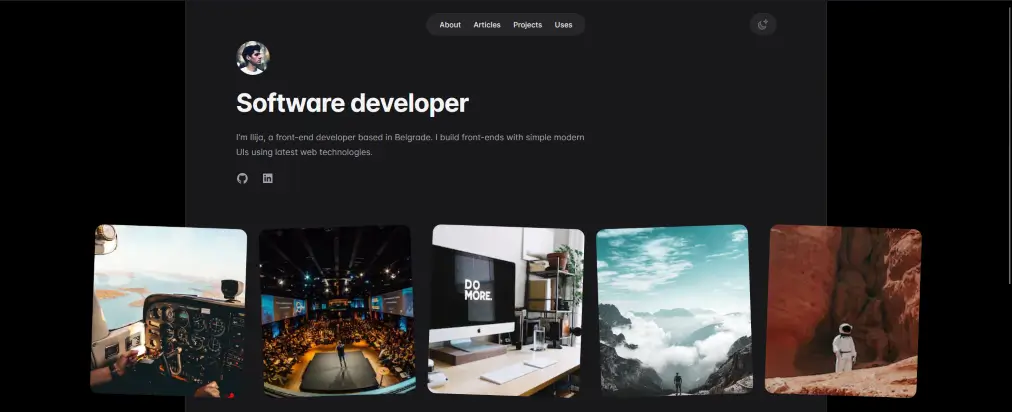 About Articles Projects Uses
Software developer
I'm Ilija, a front-end developer based in Belgrade. I build front-ends with simple modern
UIs using latest web technologies.
DO
MORE.